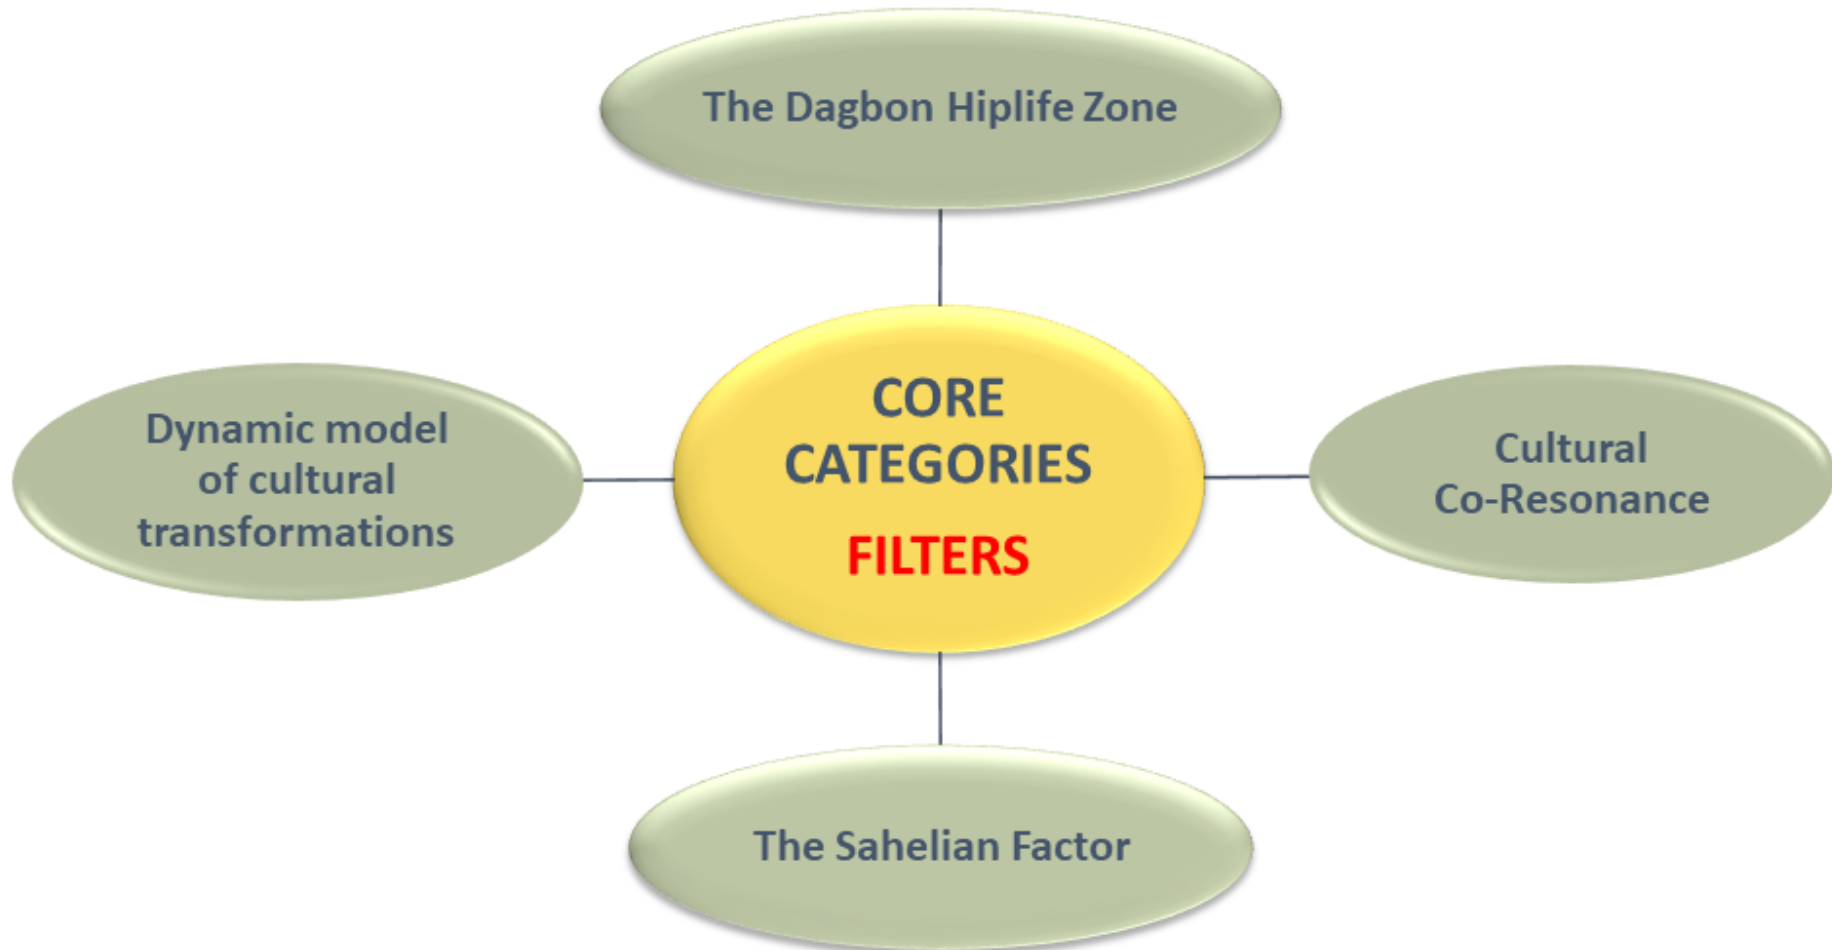 The Dagbon Hiplife Zone
CORE
CATEGORIES
FILTERS
Dynamic model
of cultural
transformations
Cultural
Co-Resonance
The Sahelian Factor